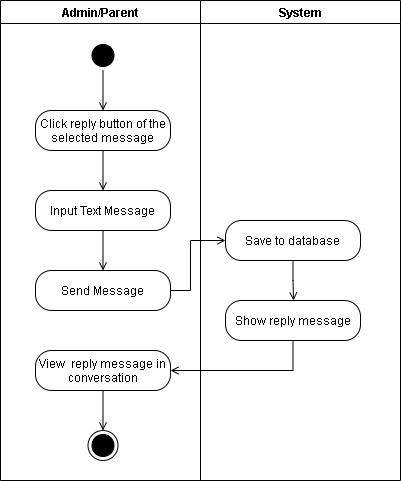 Admin/Parent
System
Click reply button of the
selected message
Input Text Message
Save to database
Send Message
Show reply message
View  reply message in
conversation